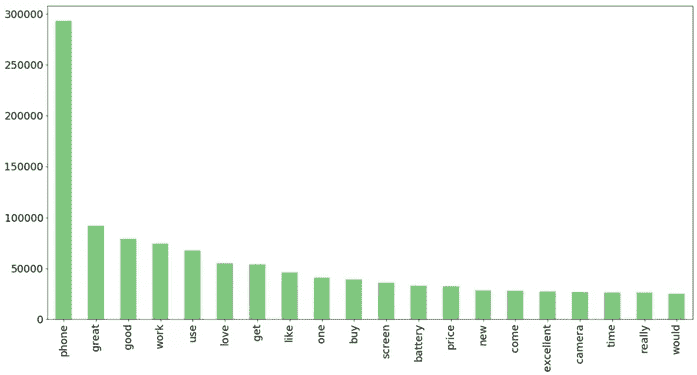 300000
250000
200000
150000
100000
50000
0
phone
great
good
work
use
love
get
like
one
buy
screen
battery
price
new
come
excellent
camera
time
really
would